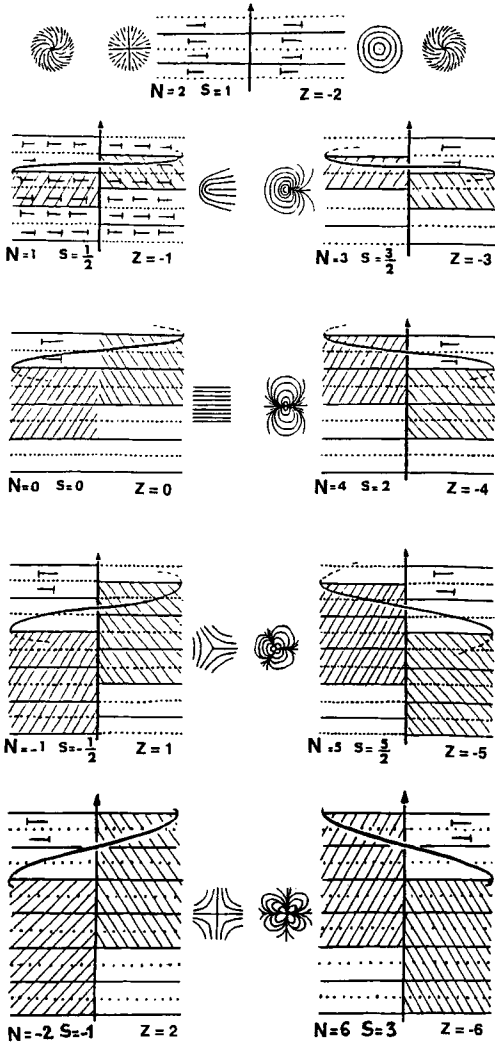 N=2 S=1 Z=-2
N=1 S=1/2 Z=-1
N=3 S=3/2 Z=-3
N=0 S=0 Z=0
N=4 S=2 Z=-4
N=-1 S=-1/2 Z=1
N=5 S=5/2 Z=-5
N=-2 S=-1 Z=2
N=6 S=3 Z=-6